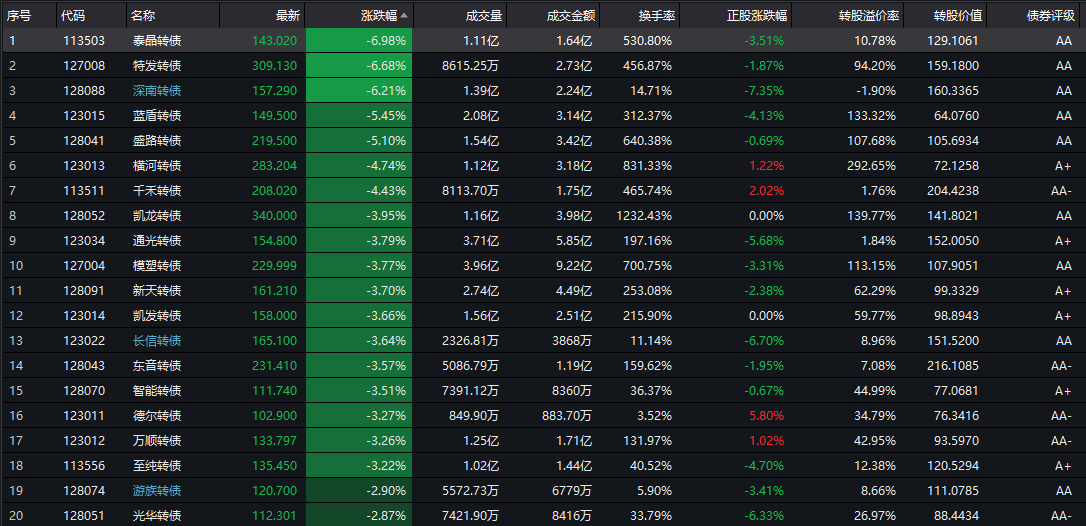 序号 代码 名称 最新 涨跌幅 成交量 成交金额 换手率 正股涨跌幅 转股溢价率 转股价值 债券评级
1 113503 泰晶转债 143.020 -6.98% 1.11亿 1.64亿 530.80% -3.51% 10.78% 129.1061 AA
2 127008 特发转债 309.130 -6.68% 8615.25万 2.73亿 456.87% -1.87% 94.20% 159.1800 AA
3 128088 深南转债 157.290 -6.21% 1.39亿 2.24亿 14.71% -7.35% -1.90% 160.3365 AA
4 123015 蓝盾转债 149.500 -5.45% 2.08亿 3.14亿 312.37% -4.13% 133.32% 64.0760 AA
5 128041 盛路转债 219.500 -5.10% 1.54亿 3.42亿 640.38% -0.69% 107.68% 105.6934 AA
6 123013 横河转债 283.204 -4.74% 1.12亿 3.18亿 831.33% 1.22% 292.65% 72.1258 A+
7 113511 千禾转债 208.020 -4.43% 8113.70万 1.75亿 465.74% 2.02% 1.76% 204.4238 AA-
8 128052 凯龙转债 340.000 -3.95% 1.16亿 3.98亿 1232.43% 0.00% 139.77% 141.8021 AA
9 123034 通光转债 154.800 -3.79% 3.71亿 5.85亿 197.16% -5.68% 1.84% 152.0050 A+
10 127004 模塑转债 229.999 -3.77% 3.96亿 9.22亿 700.75% -3.31% 113.15% 107.9051 AA
11 128091 新天转债 161.210 -3.70% 2.74亿 4.49亿 253.08% -2.38% 62.29% 99.3329 A+
12 123014 凯发转债 158.000 -3.66% 1.56亿 2.51亿 215.90% 0.00% 59.77% 98.8943 A+
13 123022 长信转债 165.100 -3.64% 2326.81万 3868万 11.14% -6.70% 8.96% 151.5200 AA
14 128043 东音转债 231.410 -3.57% 5086.79万 1.19亿 159.62% -1.95% 7.08% 216.1085 AA-
15 128070 智能转债 111.740 -3.51% 7391.12万 8360万 36.37% -0.67% 44.99% 77.0681 A+
16 123011 德尔转债 102.900 -3.27% 849.90万 883.70万 3.52% 5.80% 34.79% 76.3416 AA-
17 123012 万顺转债 133.797 -3.26% 1.25亿 1.71亿 131.97% 1.02% 42.95% 93.5970 AA-
18 113556 至纯转债 135.450 -3.22% 1.02亿 1.44亿 40.52% -4.70% 12.38% 120.5294 A+
19 128074 游族转债 120.700 -2.90% 5572.73万 6779万 5.90% -3.41% 8.66% 111.0785 AA
20 128051 光华转债 112.301 -2.87% 7421.90万 8416万 33.79% -6.33% 26.97% 88.4434 AA-